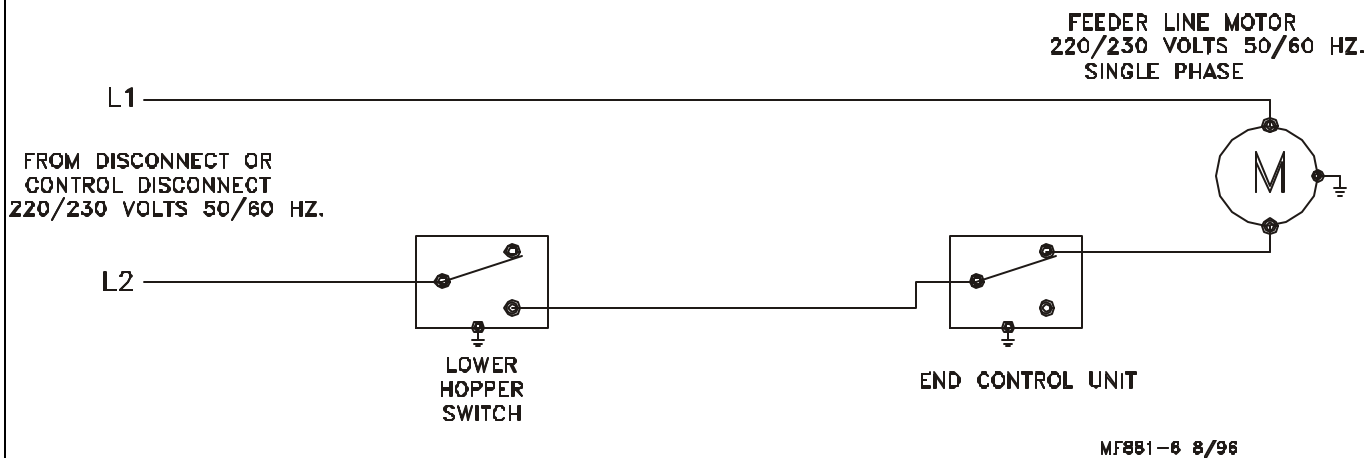 FEEDER LINE MOTOR
220/230 VOLTS 50/60 HZ.
SINGLE PHASE
L1
M
FROM DISCONNECT OR
CONTROL DISCONNECT
220/230 VOLTS 50/60 HZ.
L2
LOWER
HOPPER
SWITCH
END CONTROL UNIT
MF881-6 8/96